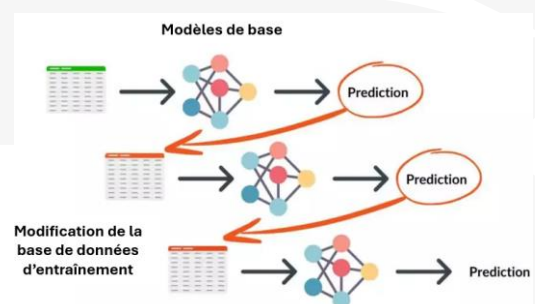 Modèles de base
Prediction
Prediction
Modification de la
base de données
d'entraînement
Prediction